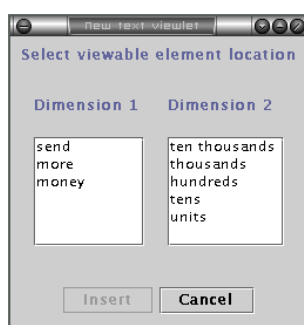 New text viewlet
Select viewable element location
Dimension 1
Dimension 2
send
more
money
ten thousands
thousands
hundreds
tens
units
Insert
Cancel